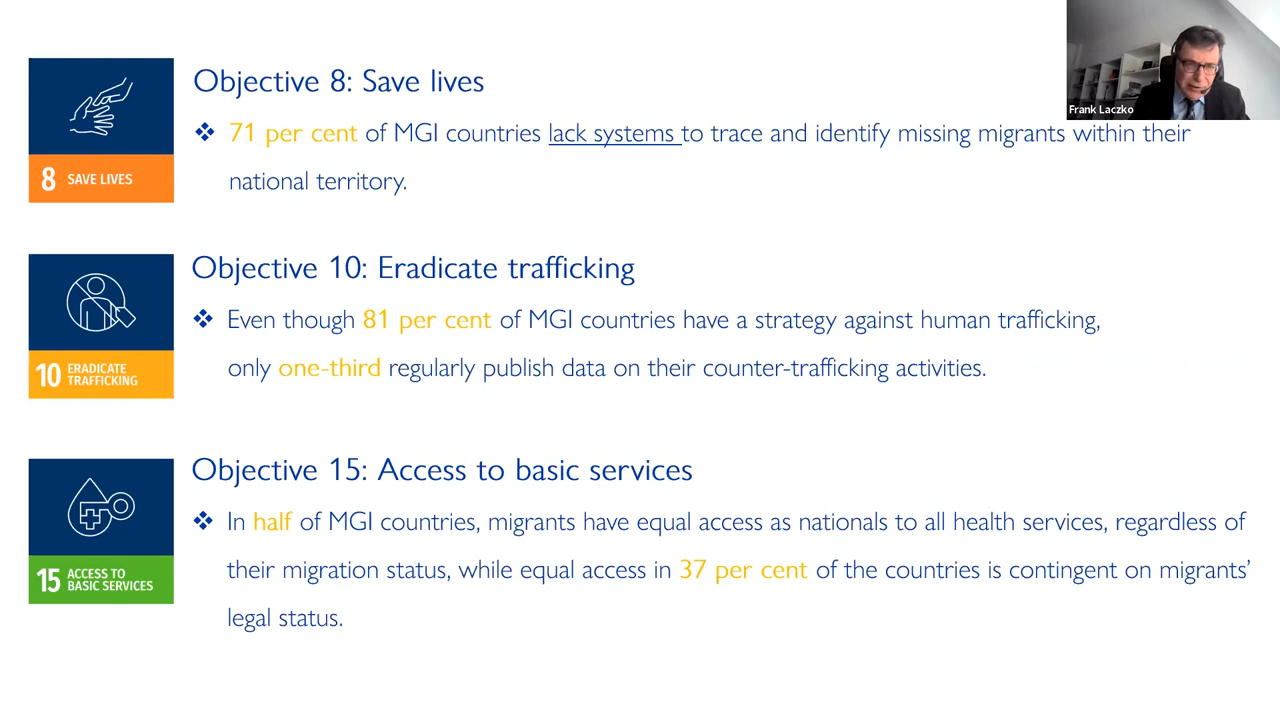 Objective 8: Save lives
❖ 71 per cent of MGI countries lack systems to trace and identify missing migrants within their
national territory.
8 SAVE LIVES
Frank Laczko
Objective 10: Eradicate trafficking
❖ Even though 81 per cent of MGI countries have a strategy against human trafficking,
only one-third regularly publish data on their counter-trafficking activities.
10 ERADICATE
TRAFFICKING
Objective 15: Access to basic services
❖ In half of MGI countries, migrants have equal access as nationals to all health services, regardless of
their migration status, while equal access in 37 per cent of the countries is contingent on migrants’
legal status.
15 ACCESS TO
BASIC SERVICES